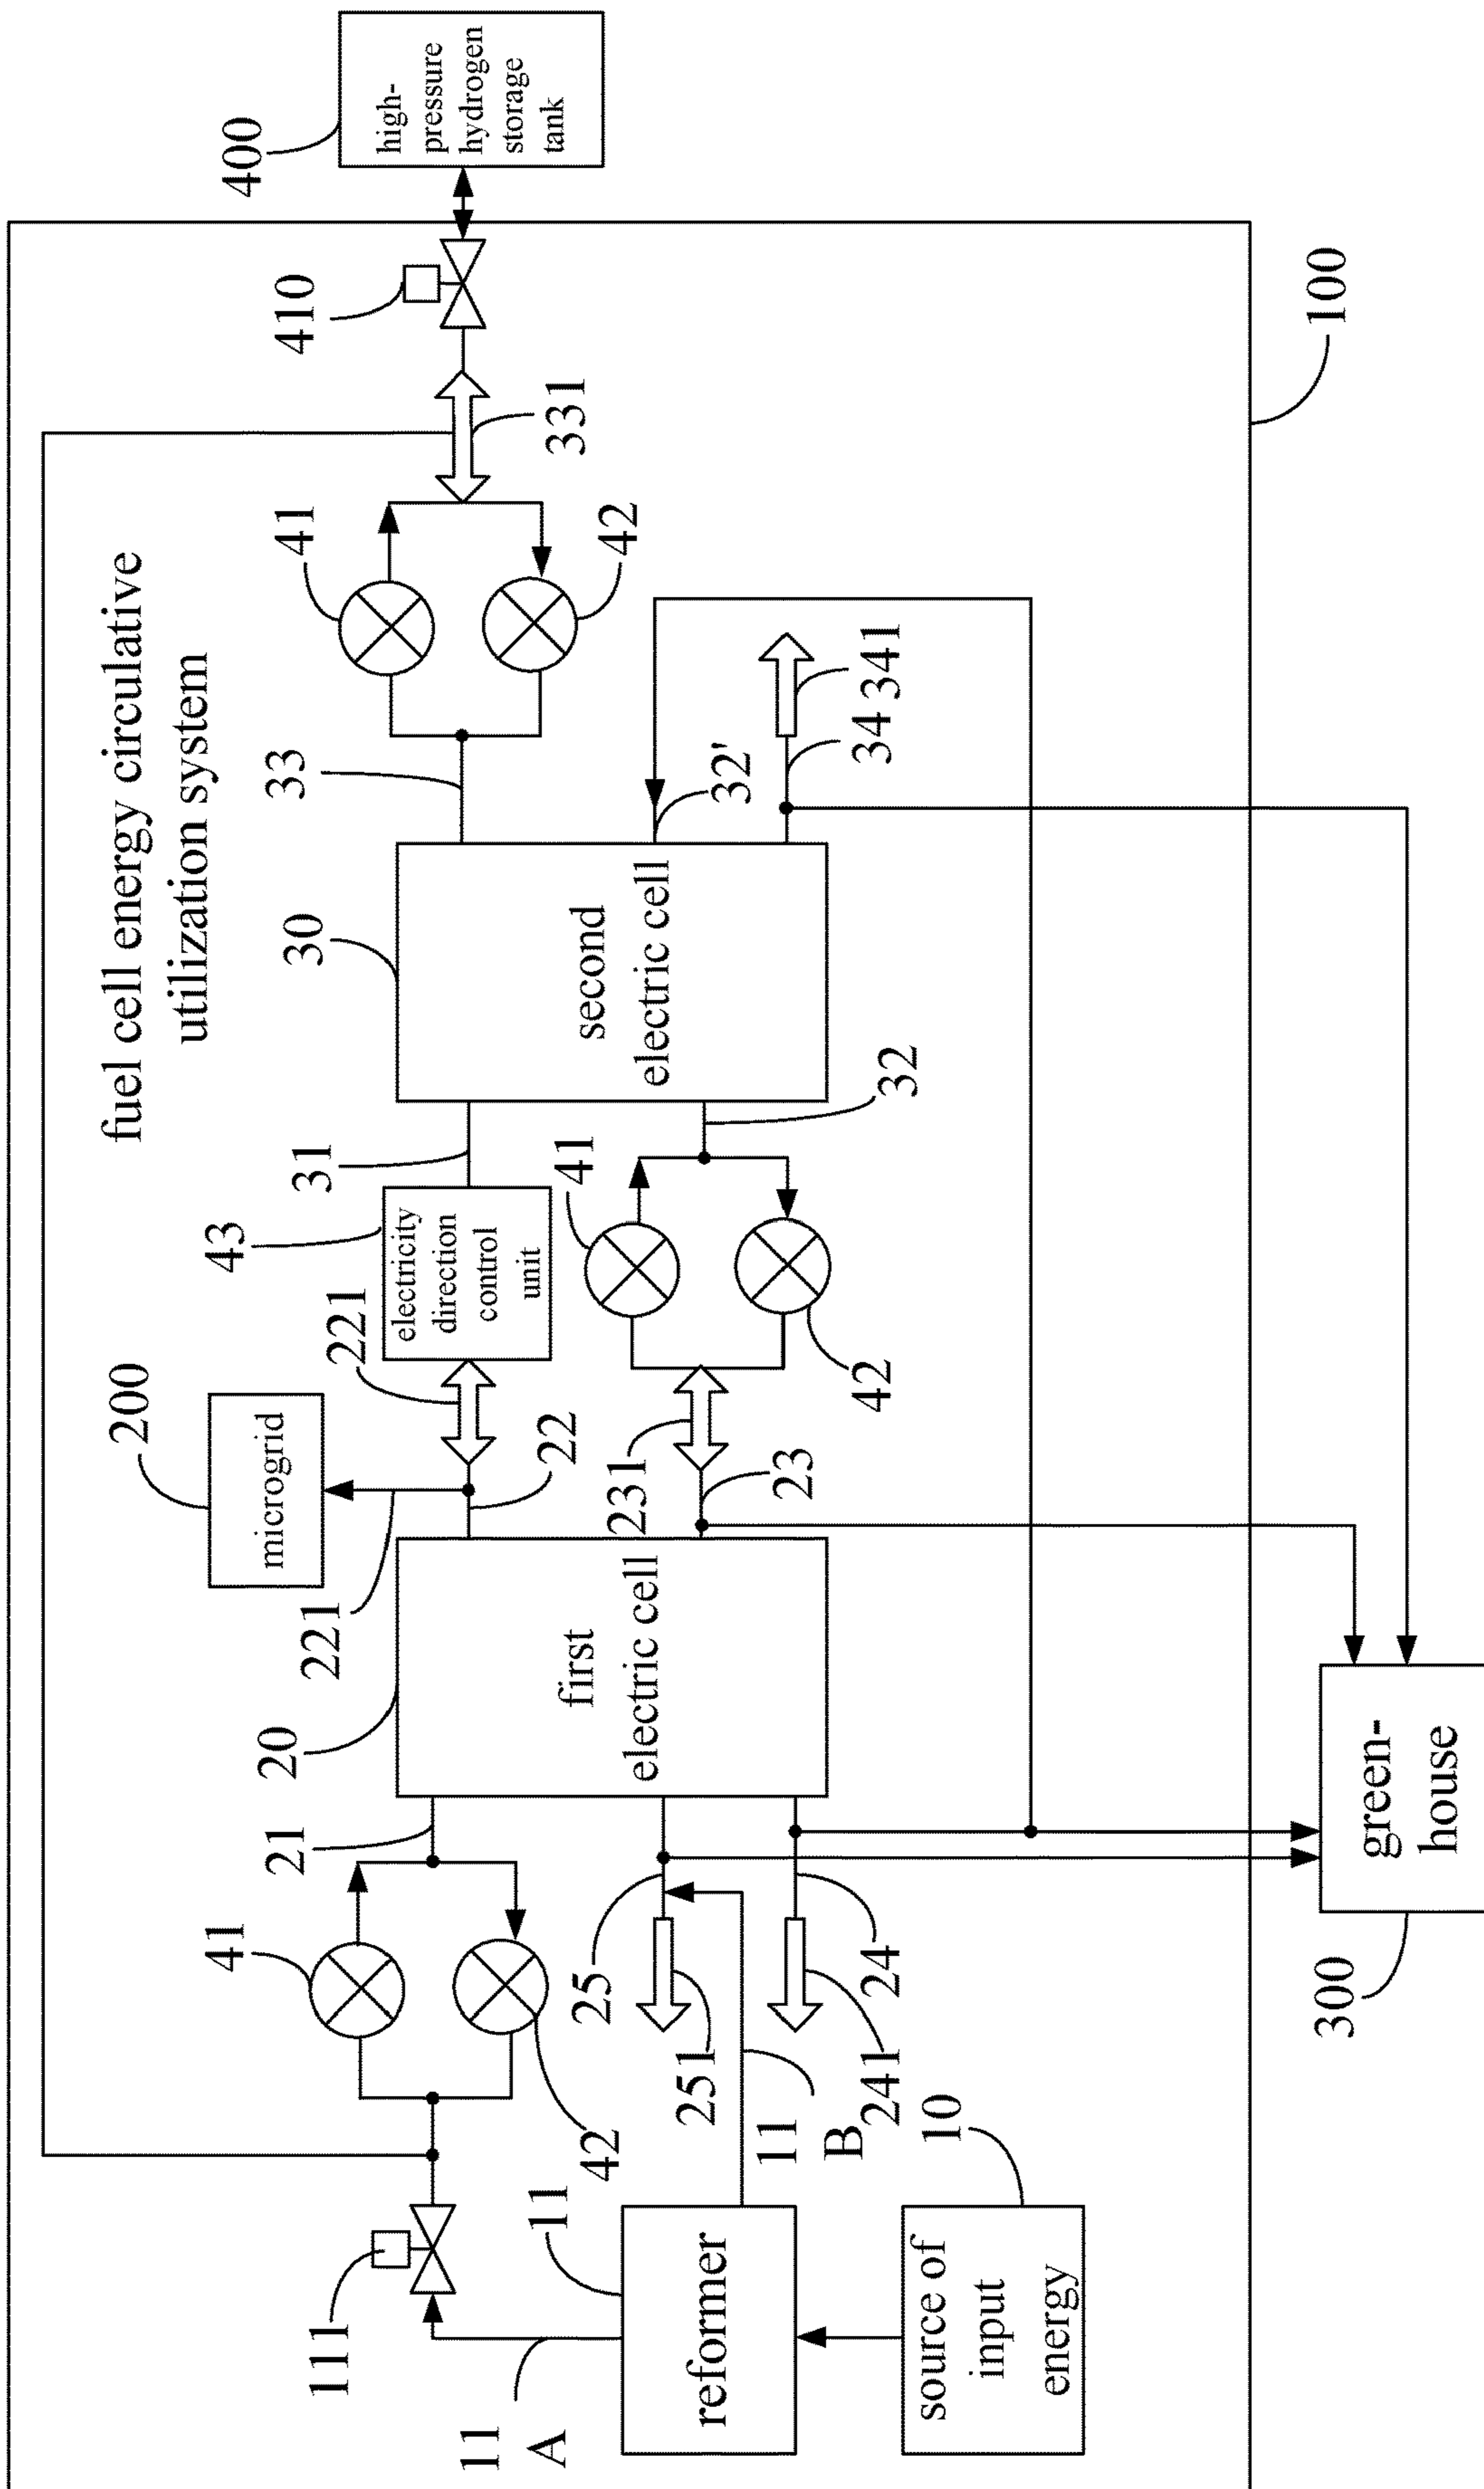 fuel cell energy circulative
utilization system
200
microgrid
400
high-
pressure
hydrogen
storage
tank
410
111
41
21
20
221
22
221
43
31
30
33
41
331
11
A
11
42
first
electric cell
electricity
direction
control
unit
second
electric cell
42
reformer
25
251
231
23
41
42
32
32'
34
341
11
B
241
24
10
source of
input
energy
100
300
green-
house